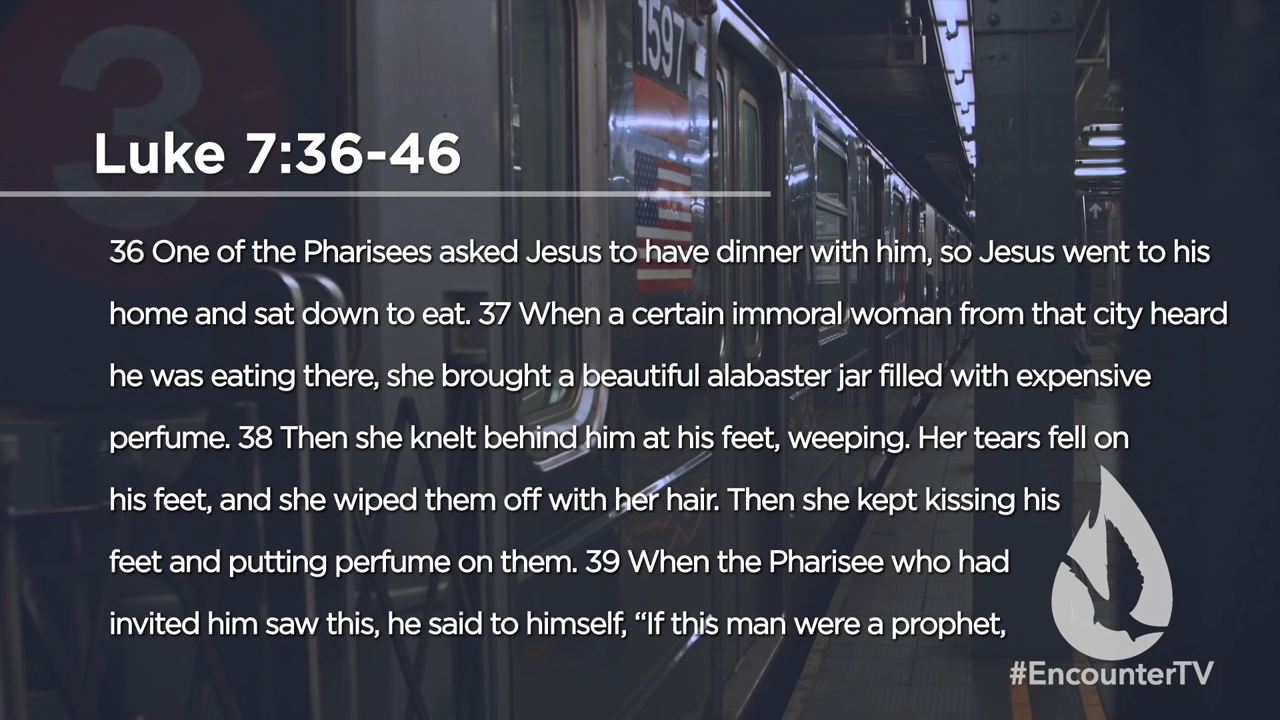 3
1597
Luke 7:36-46
36 One of the Pharisees asked Jesus to have dinner with him, so Jesus went to his
home and sat down to eat. 37 When a certain immoral woman from that city heard
he was eating there, she brought a beautiful alabaster jar filled with expensive
perfume. 38 Then she knelt behind him at his feet, weeping. Her tears fell on
his feet, and she wiped them off with her hair. Then she kept kissing his
feet and putting perfume on them. 39 When the Pharisee who had
invited him saw this, he said to himself, “If this man were a prophet,
#EncounterTV